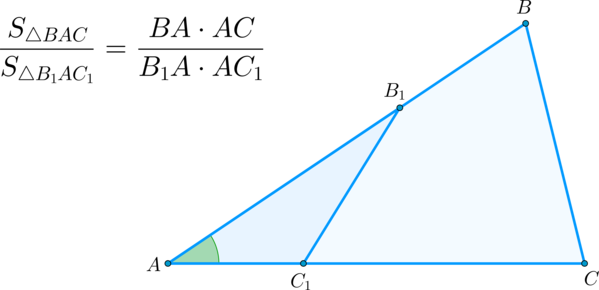 S△BAC / S△B₁AC₁ = BA · AC / B₁A · AC₁
B
B₁
A
C₁
C